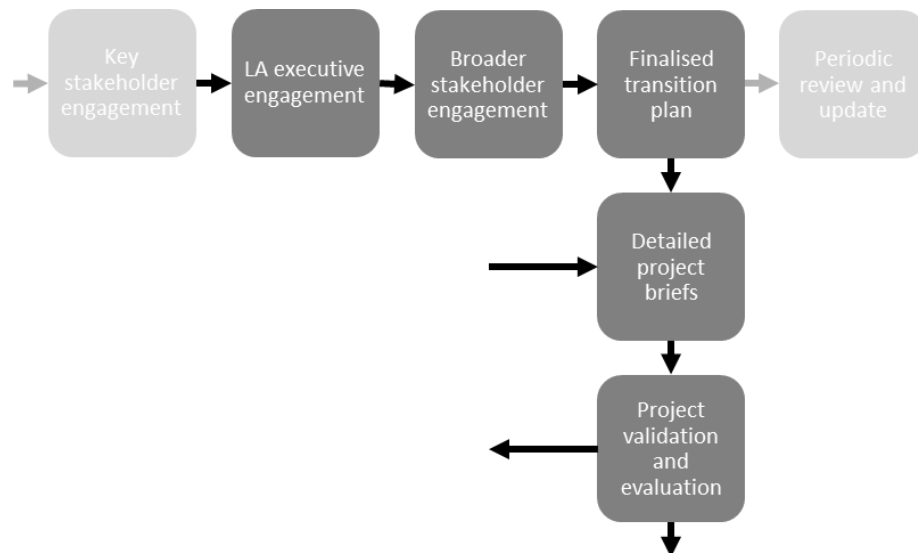 Key
stakeholder
engagement
LA executive
engagement
Broader
stakeholder
engagement
Finalised
transition
plan
Periodic
review and
update
Detailed
project
briefs
Project
validation
and
evaluation